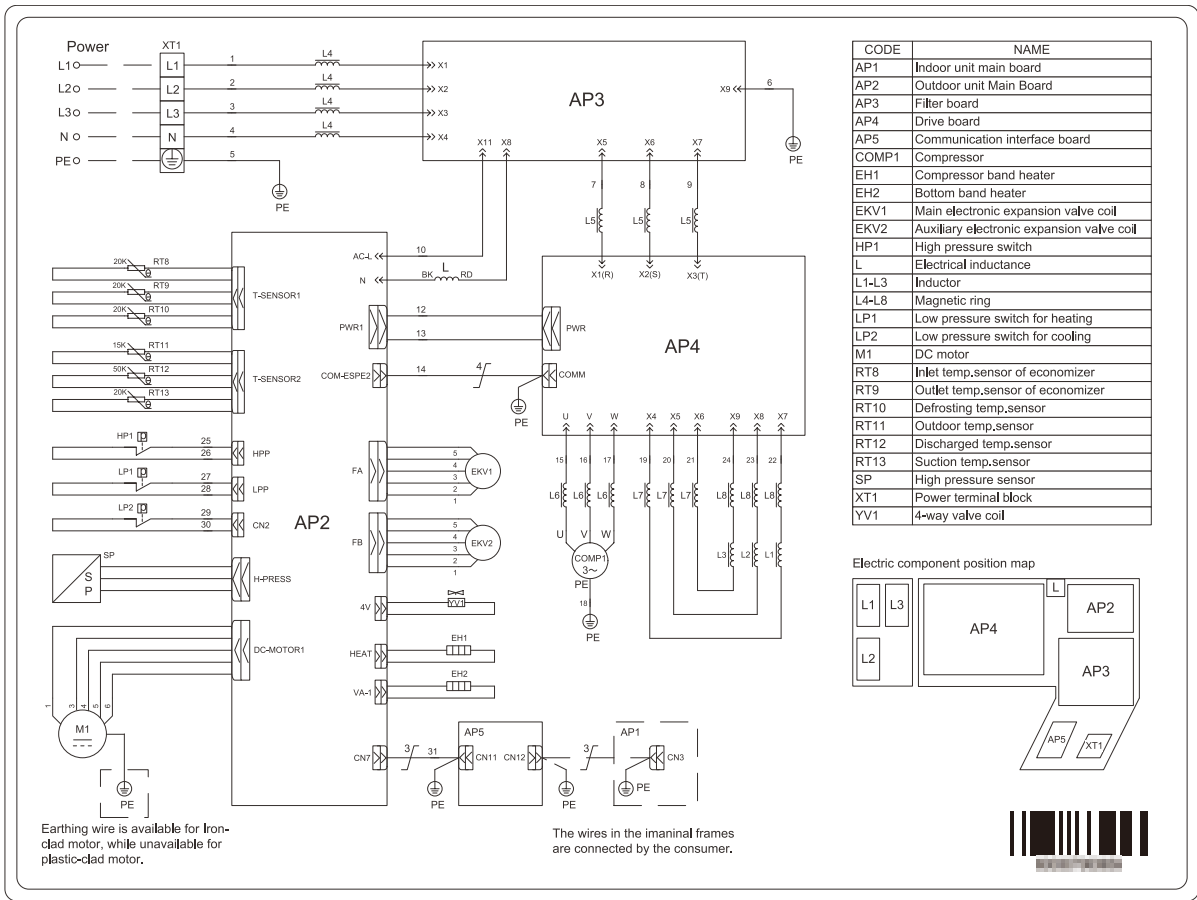 Power
XT1
L1 L1 1 L4 X1
L2 L2 2 L4 X2
L3 L3 3 L4 X3
N N 4 L4 X4
PE 5
PE
AP3
X9 6
PE
X11 X8 X5 X6 X7
7 8 9
L5 L5 L5
X1(R) X2(S) X3(T)
AC-L 10
N BK L RD
20K RT8
20K RT9
20K RT10
T-SENSOR1
15K RT11
50K RT12
20K RT13
T-SENSOR2
PWR1 12 PWR
13
COM-ESPE2 14 4 COMM
PE
AP4
U V W X4 X5 X6 X9 X8 X7
15 16 17 19 20 21 24 23 22
L6 L6 L6 L7 L7 L7 L8 L8 L8
L3 L2 L1
U V W
COMP1
3~
PE
18
PE
HP1 P 25
26 HPP
LP1 P 27
28 LPP
LP2 P 29
30 CN2
AP2
SP
S
P
H-PRESS
DC-MOTOR1
1 3 4 5 6
M1
PE
FA 5
4 EKV1
3
2
1
FB 5
4 EKV2
3
2
1
4V YV1
HEAT EH1
VA-1 EH2
CN7 3 31 AP5 CN11 CN12 3 AP1 CN3
PE PE PE
Earthing wire is available for Iron-
clad motor, while unavailable for
plastic-clad motor.
The wires in the imaninal frames
are connected by the consumer.
CODE NAME
AP1 Indoor unit main board
AP2 Outdoor unit Main Board
AP3 Filter board
AP4 Drive board
AP5 Communication interface board
COMP1 Compressor
EH1 Compressor band heater
EH2 Bottom band heater
EKV1 Main electronic expansion valve coil
EKV2 Auxiliary electronic expansion valve coil
HP1 High pressure switch
L Electrical inductance
L1-L3 Inductor
L4-L8 Magnetic ring
LP1 Low pressure switch for heating
LP2 Low pressure switch for cooling
M1 DC motor
RT8 Inlet temp.sensor of economizer
RT9 Outlet temp.sensor of economizer
RT10 Defrosting temp.sensor
RT11 Outdoor temp.sensor
RT12 Discharged temp.sensor
RT13 Suction temp.sensor
SP High pressure sensor
XT1 Power terminal block
YV1 4-way valve coil
Electric component position map
L1 L3
L2
AP4
L
AP2
AP3
AP5 XT1